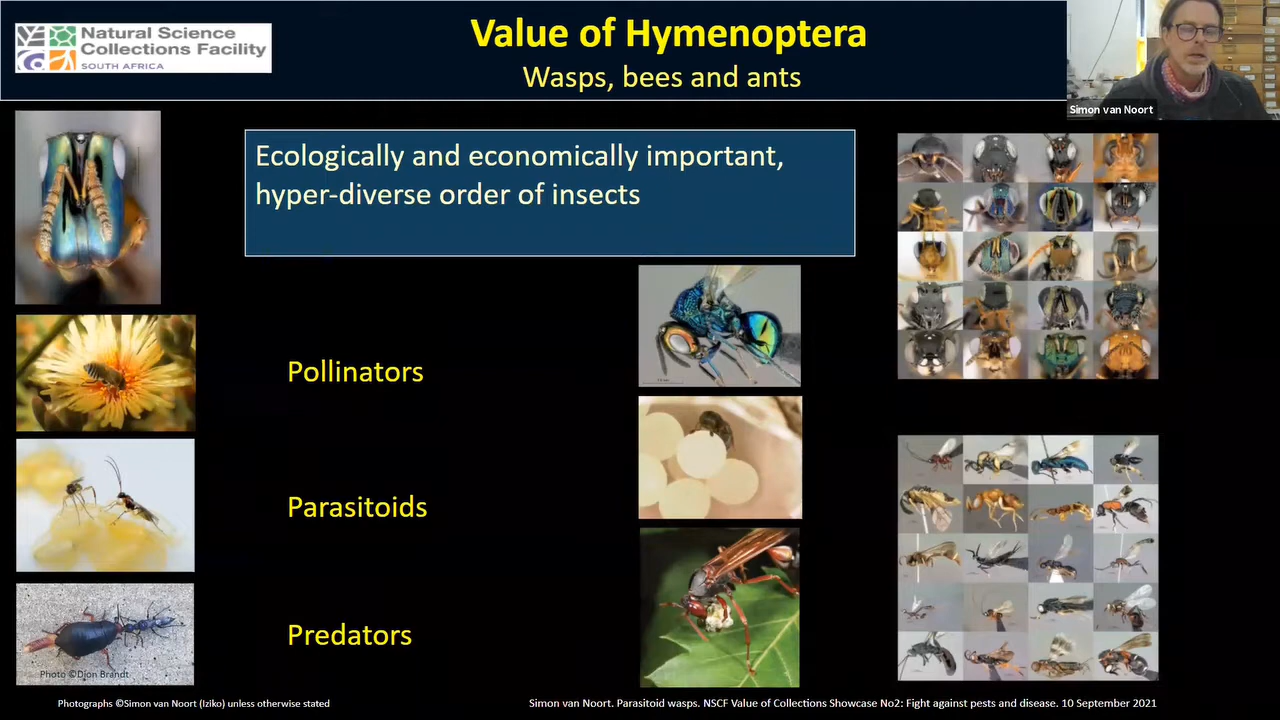 Natural Science
Collections Facility
SOUTH AFRICA
Value of Hymenoptera
Wasps, bees and ants
Simon van Noort
Ecologically and economically important,
hyper-diverse order of insects
Pollinators
Parasitoids
Predators
Photo ©Dion Brandt
Photographs ©Simon van Noort (Iziko) unless otherwise stated
Simon van Noort. Parasitoid wasps. NSCF Value of Collections Showcase No2: Fight against pests and disease. 10 September 2021